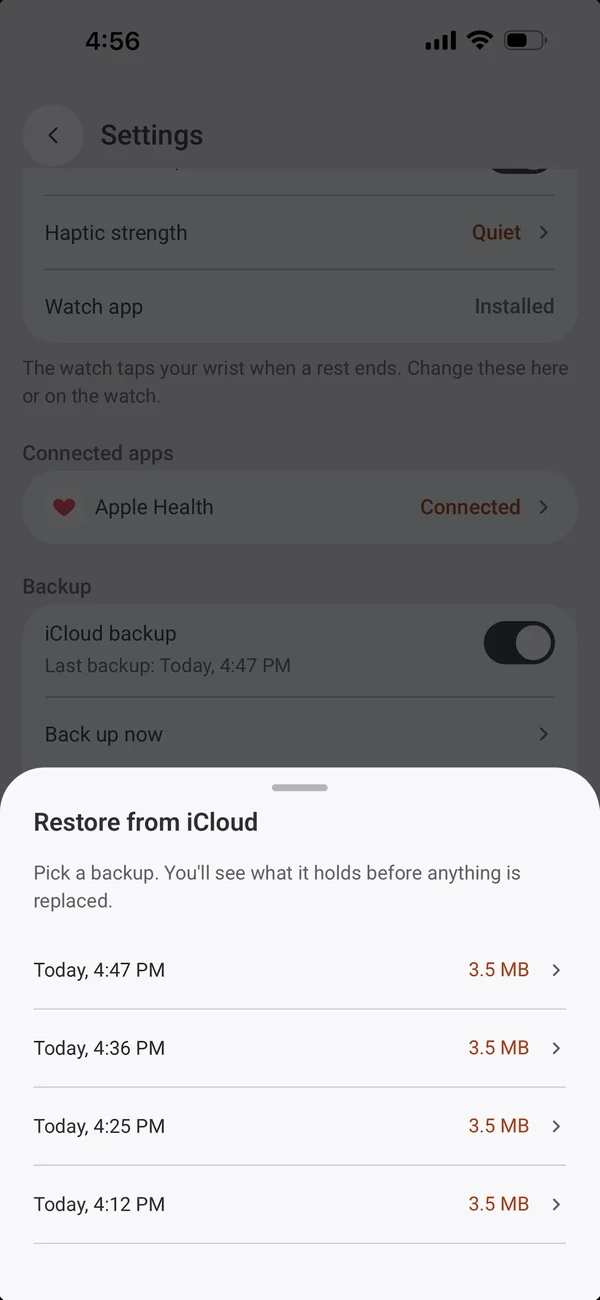 4:56
Settings
Haptic strength
Quiet
Watch app
Installed
The watch taps your wrist when a rest ends. Change these here
or on the watch.
Connected apps
Apple Health
Connected
Backup
iCloud backup
Last backup: Today, 4:47 PM
Back up now
Restore from iCloud
Pick a backup. You'll see what it holds before anything is
replaced.
Today, 4:47 PM
3.5 MB
Today, 4:36 PM
3.5 MB
Today, 4:25 PM
3.5 MB
Today, 4:12 PM
3.5 MB